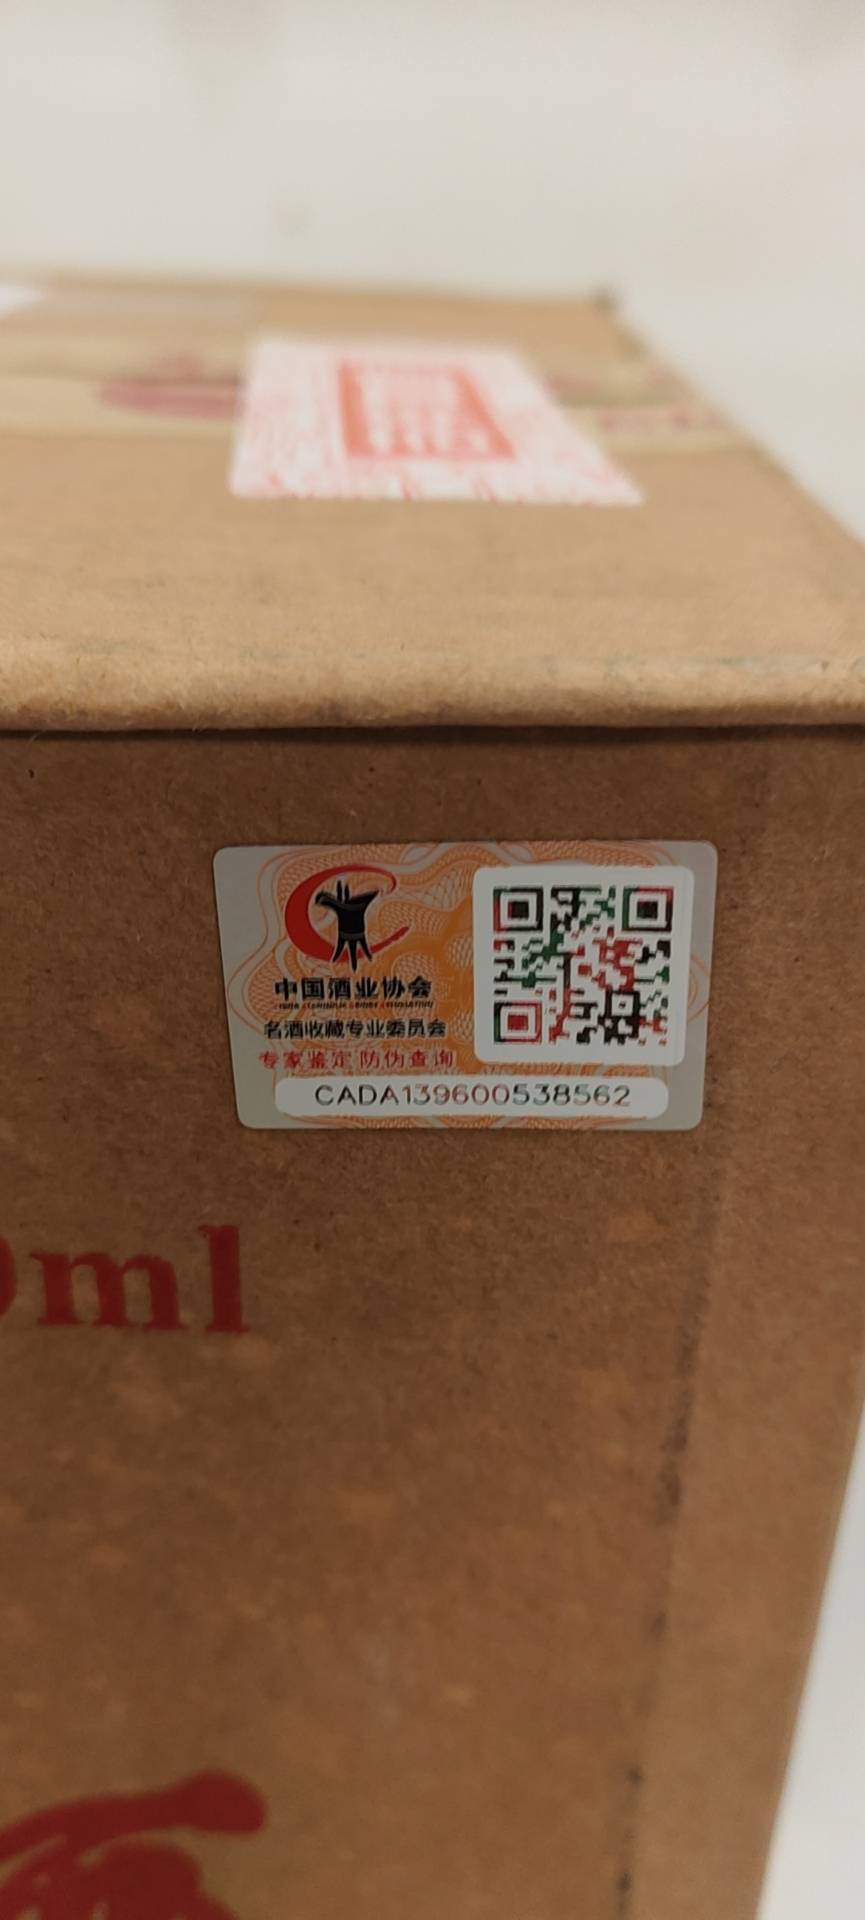 中国酒业协会
名酒收藏专业委员会
专家鉴定 防伪查询
CADA139600538562
ml